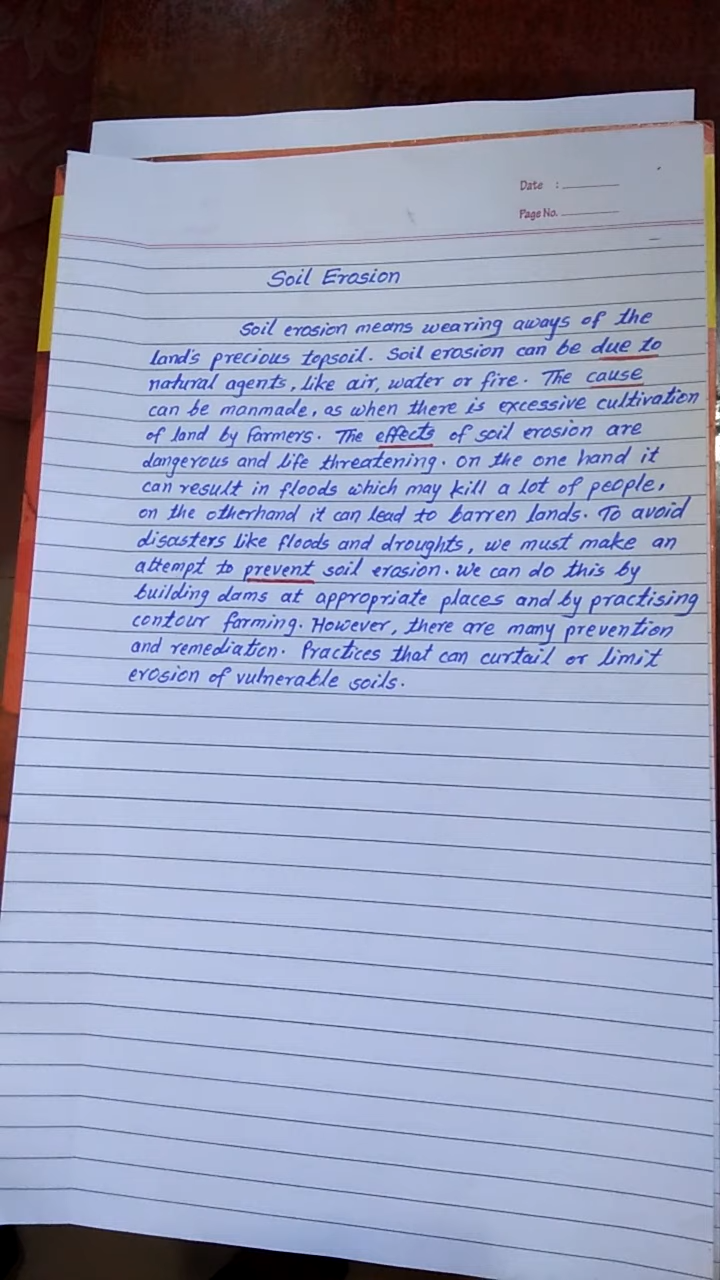 Date :
Page No.
Soil Erosion
Soil erosion means wearing aways of the
land's precious topsoil. Soil erosion can be due to
natural agents, like air, water or fire. The cause
can be manmade, as when there is excessive cultivation
of land by farmers. The effects of soil erosion are
dangerous and life threatening. On the one hand it
can result in floods which may kill a lot of people,
on the otherhand it can lead to barren lands. To avoid
disasters like floods and droughts, we must make an
attempt to prevent soil erosion. We can do this by
building dams at appropriate places and by practising
contour farming. However, there are many prevention
and remediation. Practices that can curtail or limit
erosion of vulnerable soils.